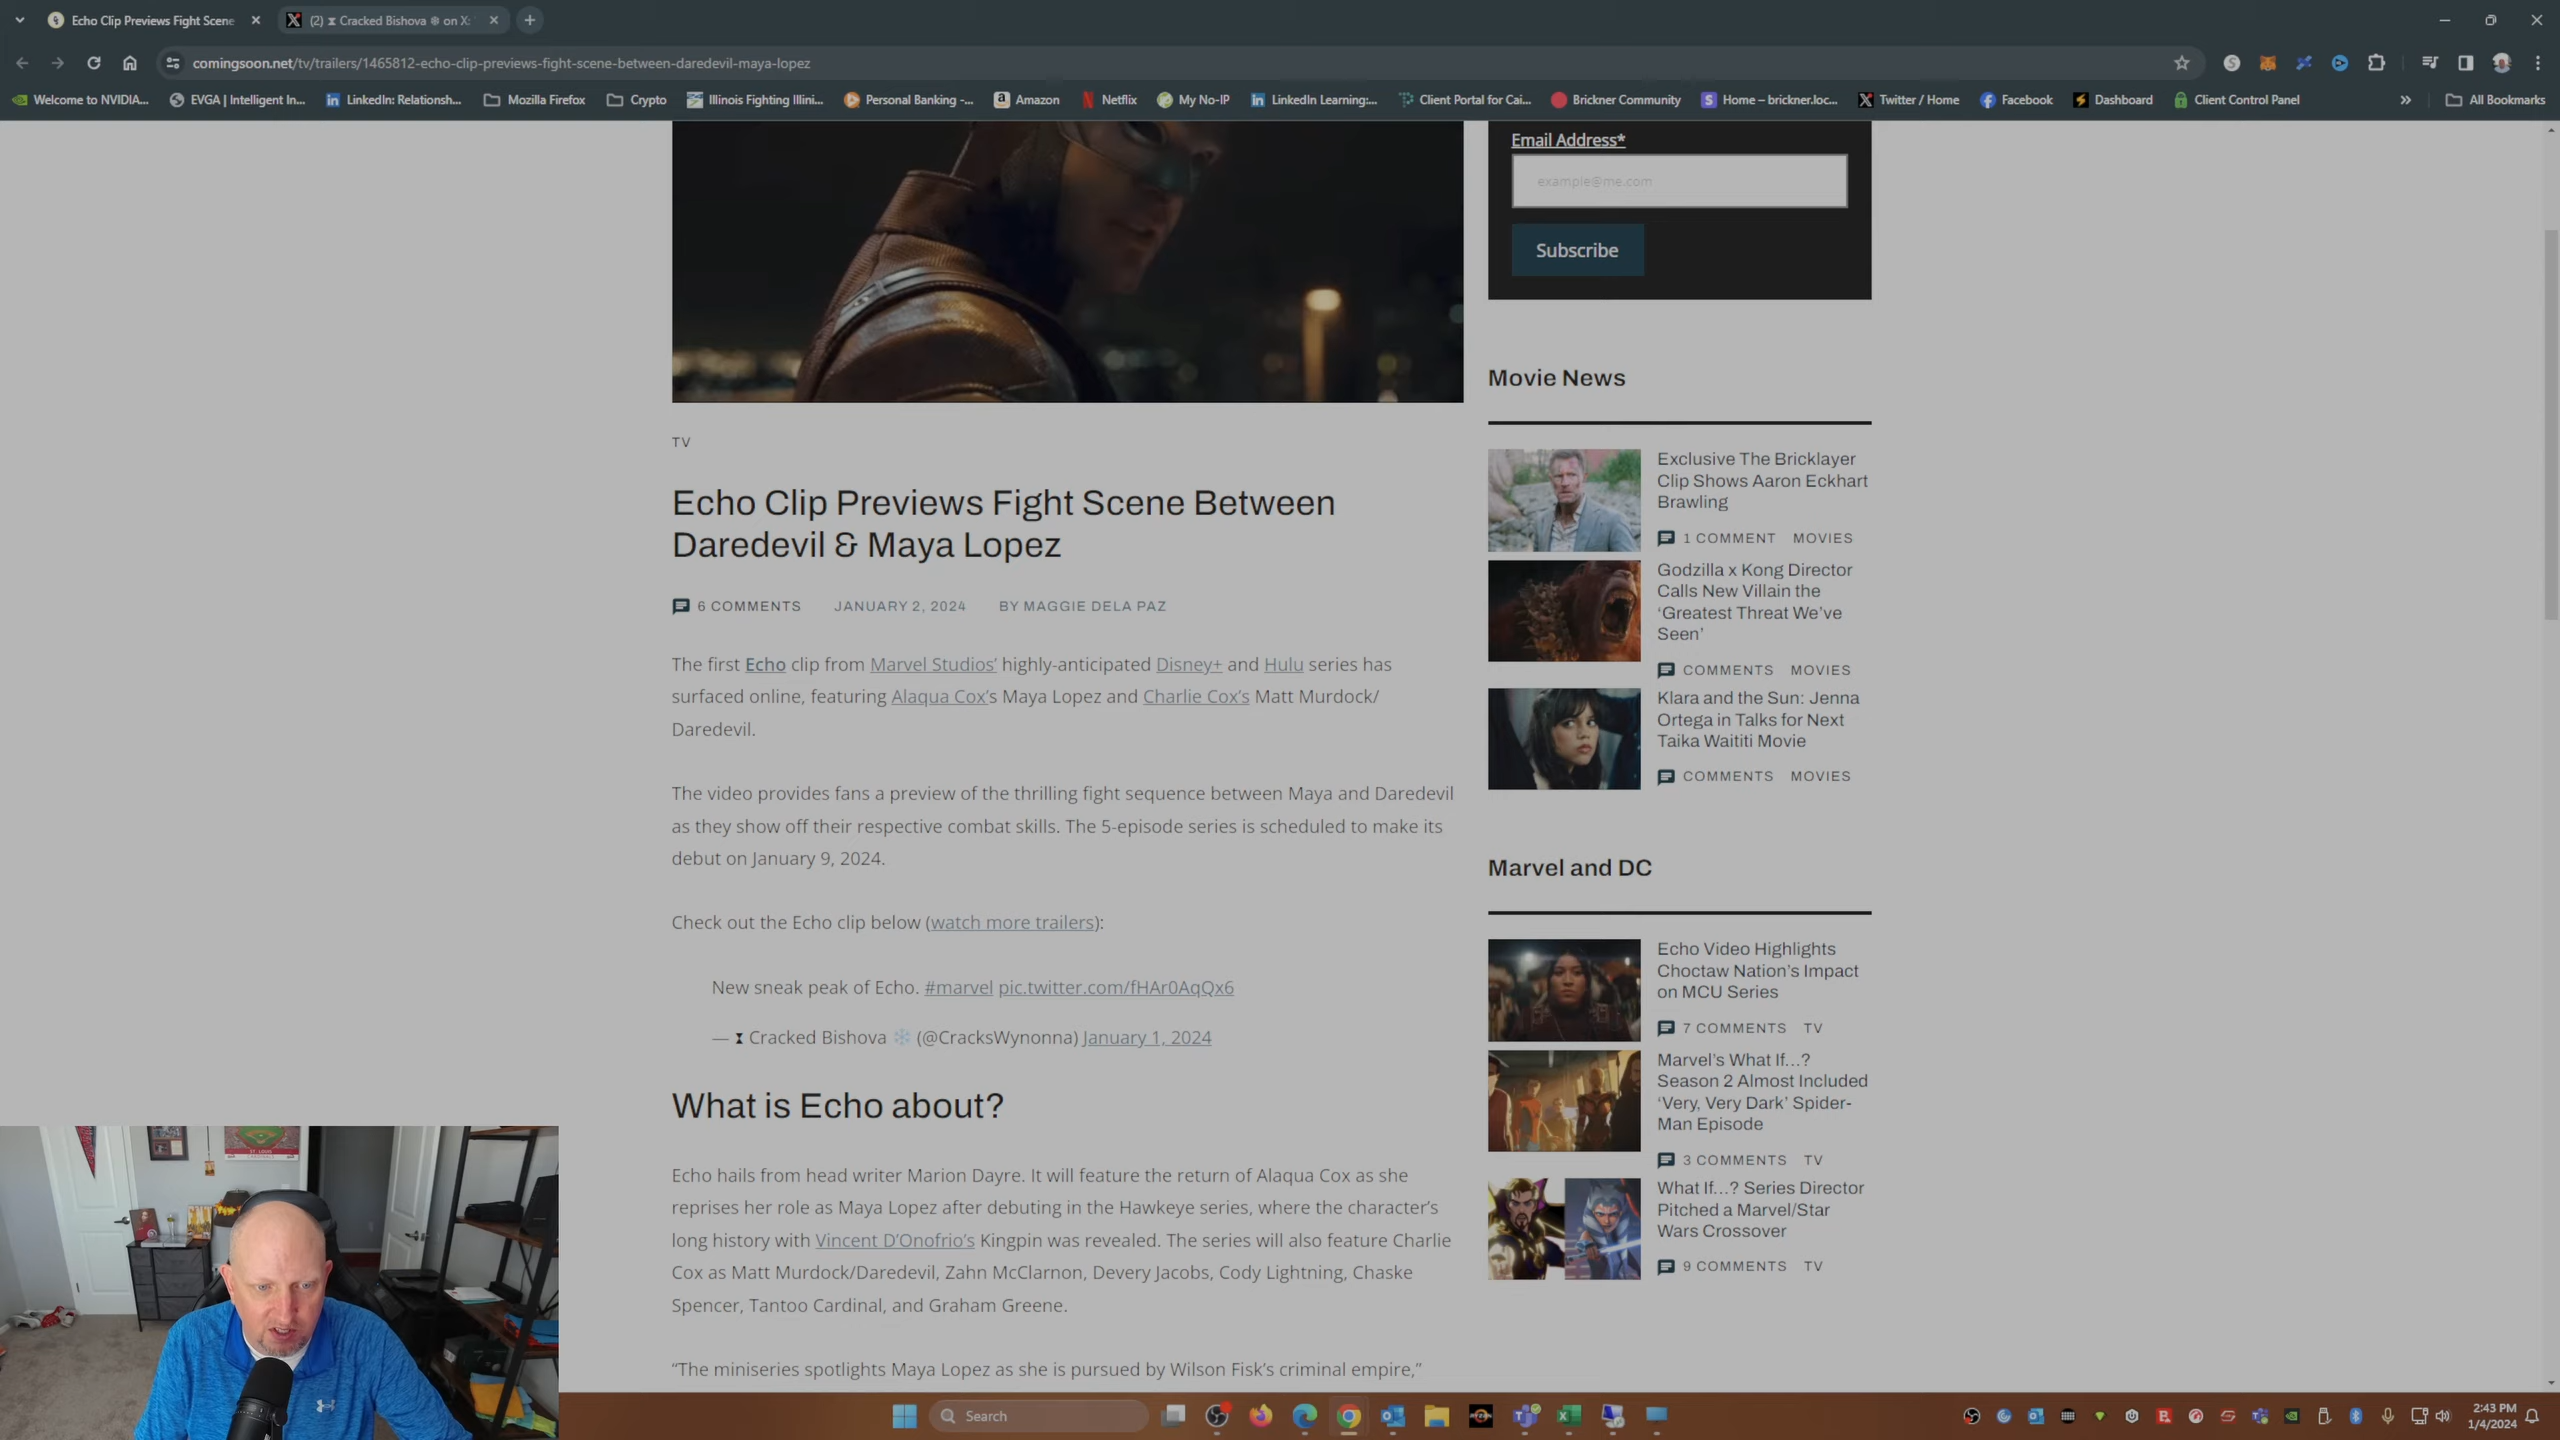 Echo Clip Previews Fight Scene
(2) ⧗ Cracked Bishova ❄ on X:
comingsoon.net/tv/trailers/1465812-echo-clip-previews-fight-scene-between-daredevil-maya-lopez
Welcome to NVIDIA... EVGA | Intelligent In... LinkedIn: Relationsh... Mozilla Firefox Crypto Illinois Fighting Illini... Personal Banking -... Amazon Netflix My No-IP LinkedIn Learning:... Client Portal for Cai... Brickner Community Home – brickner.loc... Twitter / Home Facebook Dashboard Client Control Panel » All Bookmarks
TV
Echo Clip Previews Fight Scene Between
Daredevil & Maya Lopez
6 COMMENTS JANUARY 2, 2024 BY MAGGIE DELA PAZ
The first Echo clip from Marvel Studios’ highly-anticipated Disney+ and Hulu series has
surfaced online, featuring Alaqua Cox’s Maya Lopez and Charlie Cox’s Matt Murdock/
Daredevil.
The video provides fans a preview of the thrilling fight sequence between Maya and Daredevil
as they show off their respective combat skills. The 5-episode series is scheduled to make its
debut on January 9, 2024.
Check out the Echo clip below (watch more trailers):
New sneak peak of Echo. #marvel pic.twitter.com/fHAr0AqQx6
— ⧗ Cracked Bishova ❄ (@CracksWynonna) January 1, 2024
What is Echo about?
Echo hails from head writer Marion Dayre. It will feature the return of Alaqua Cox as she
reprises her role as Maya Lopez after debuting in the Hawkeye series, where the character’s
long history with Vincent D’Onofrio’s Kingpin was revealed. The series will also feature Charlie
Cox as Matt Murdock/Daredevil, Zahn McClarnon, Devery Jacobs, Cody Lightning, Chaske
Spencer, Tantoo Cardinal, and Graham Greene.
“The miniseries spotlights Maya Lopez as she is pursued by Wilson Fisk’s criminal empire,”
Email Address*
example@me.com
Subscribe
Movie News
Exclusive The Bricklayer
Clip Shows Aaron Eckhart
Brawling
1 COMMENT MOVIES
Godzilla x Kong Director
Calls New Villain the
‘Greatest Threat We’ve
Seen’
COMMENTS MOVIES
Klara and the Sun: Jenna
Ortega in Talks for Next
Taika Waititi Movie
COMMENTS MOVIES
Marvel and DC
Echo Video Highlights
Choctaw Nation’s Impact
on MCU Series
7 COMMENTS TV
Marvel’s What If…?
Season 2 Almost Included
‘Very, Very Dark’ Spider-
Man Episode
3 COMMENTS TV
What If…? Series Director
Pitched a Marvel/Star
Wars Crossover
9 COMMENTS TV
ST. LOUIS
Search
2:43 PM
1/4/2024